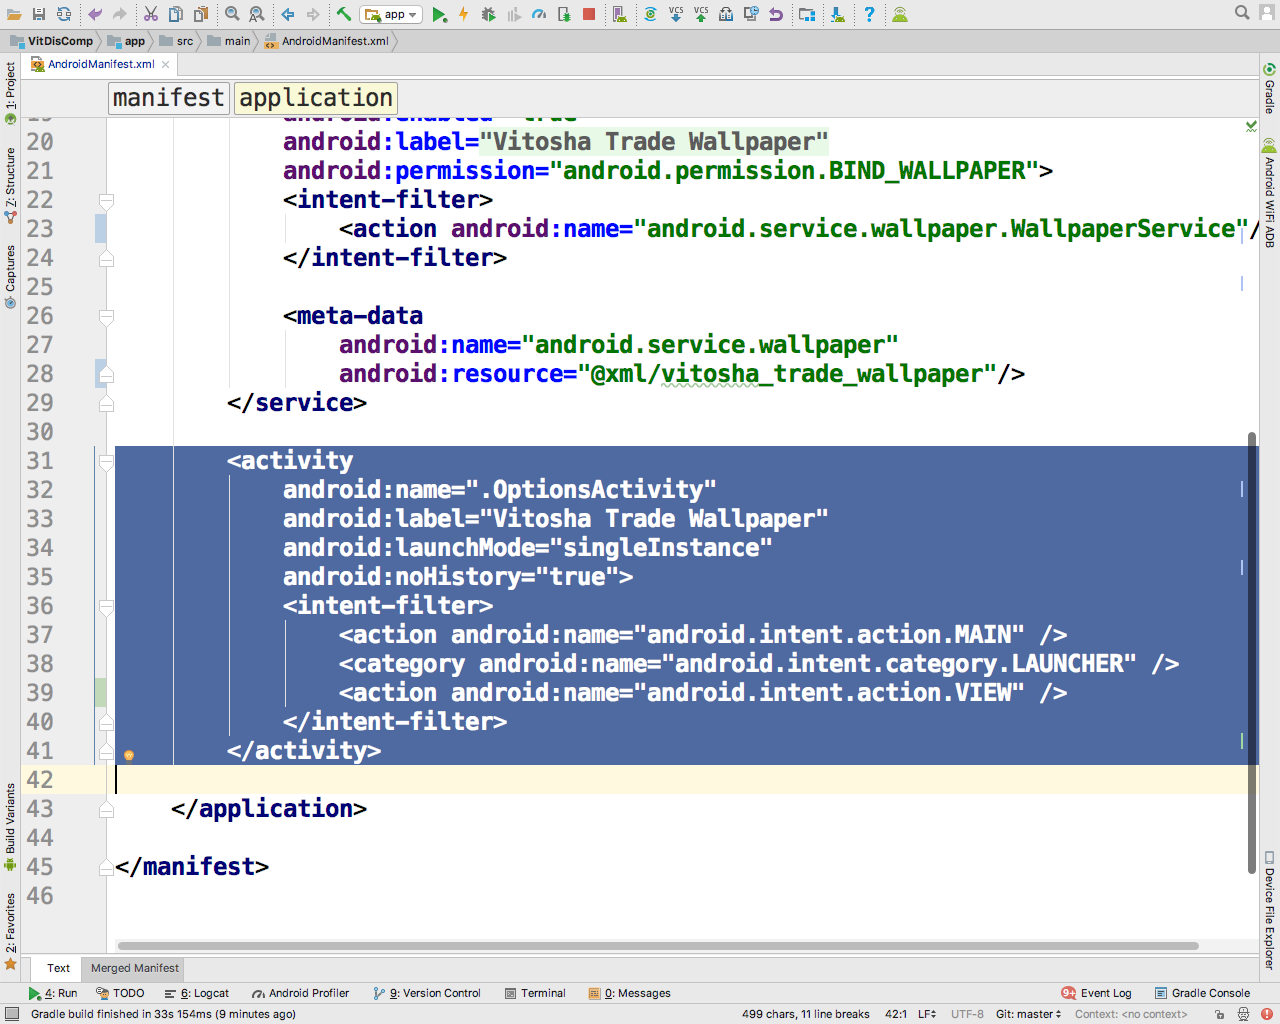 app
VitDisComp app src main AndroidManifest.xml
AndroidManifest.xml
manifest application
20 android:label="Vitosha Trade Wallpaper"
21 android:permission="android.permission.BIND_WALLPAPER">
22 <intent-filter>
23 <action android:name="android.service.wallpaper.WallpaperService"/
24 </intent-filter>
25
26 <meta-data
27 android:name="android.service.wallpaper"
28 android:resource="@xml/vitosha_trade_wallpaper"/>
29 </service>
30
31 <activity
32 android:name=".OptionsActivity"
33 android:label="Vitosha Trade Wallpaper"
34 android:launchMode="singleInstance"
35 android:noHistory="true">
36 <intent-filter>
37 <action android:name="android.intent.action.MAIN" />
38 <category android:name="android.intent.category.LAUNCHER" />
39 <action android:name="android.intent.action.VIEW" />
40 </intent-filter>
41 </activity>
42
43 </application>
44
45 </manifest>
46
Text Merged Manifest
4: Run TODO 6: Logcat Android Profiler 9: Version Control Terminal 0: Messages 9+ Event Log Gradle Console
Gradle build finished in 33s 154ms (9 minutes ago) 499 chars, 11 line breaks 42:1 LF UTF-8 Git: master Context: <no context>
1: Project
Z: Structure
Captures
Build Variants
2: Favorites
Gradle
Android WiFi ADB
Device File Explorer
VCS VCS